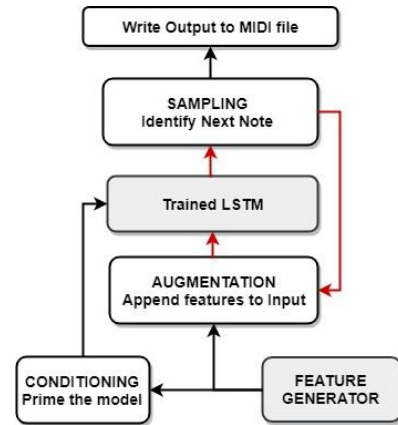 Write Output to MIDI file
SAMPLING
Identify Next Note
Trained LSTM
AUGMENTATION
Append features to Input
CONDITIONING
Prime the model
FEATURE
GENERATOR